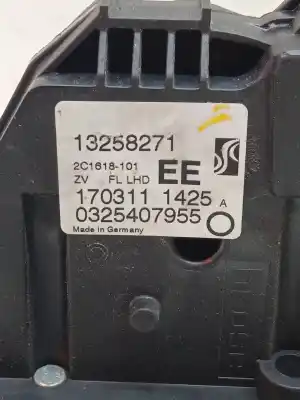 13258271
2C1618-101 EE
ZV FL LHD
170311 1425 A
0325407955
Made in Germany